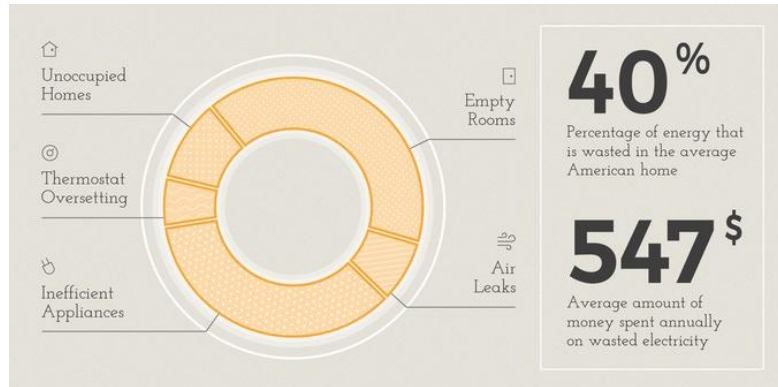 Unoccupied
Homes
Thermostat
Oversetting
Inefficient
Appliances
Empty
Rooms
Air
Leaks
40%
Percentage of energy that
is wasted in the average
American home
547$
Average amount of
money spent annually
on wasted electricity